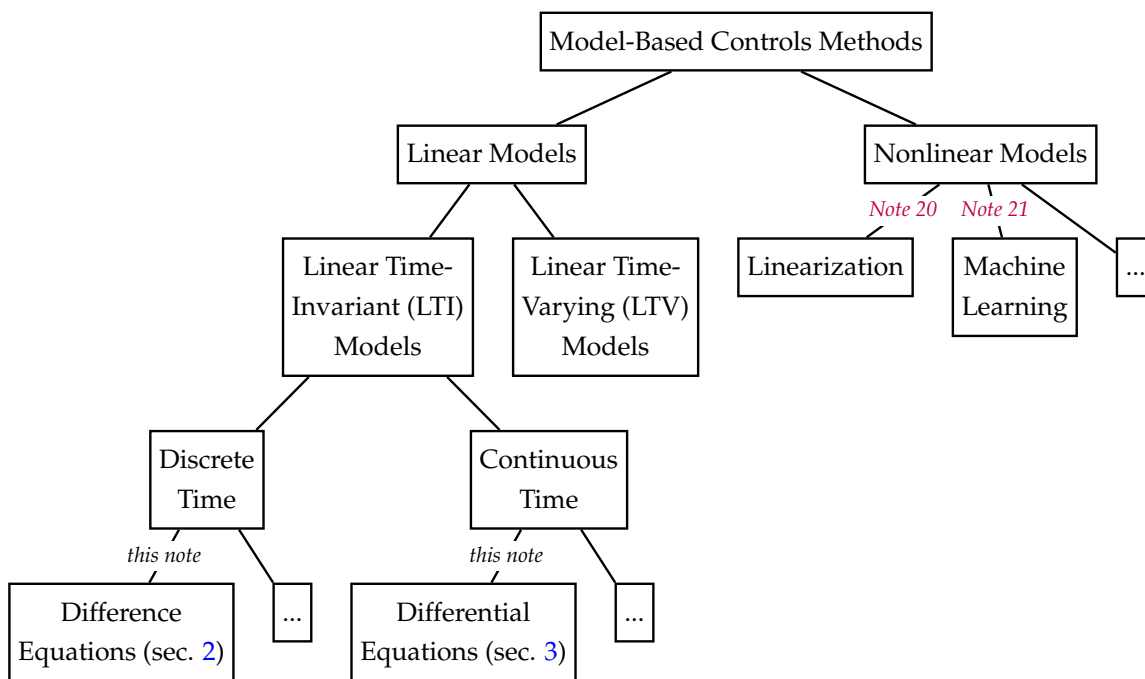 Model-Based Controls Methods
Linear Models
Nonlinear Models
Note 20
Note 21
Linear Time-
Invariant (LTI)
Models
Linear Time-
Varying (LTV)
Models
Linearization
Machine
Learning
...
Discrete
Time
Continuous
Time
this note
this note
Difference
Equations (sec. 2)
...
Differential
Equations (sec. 3)
...